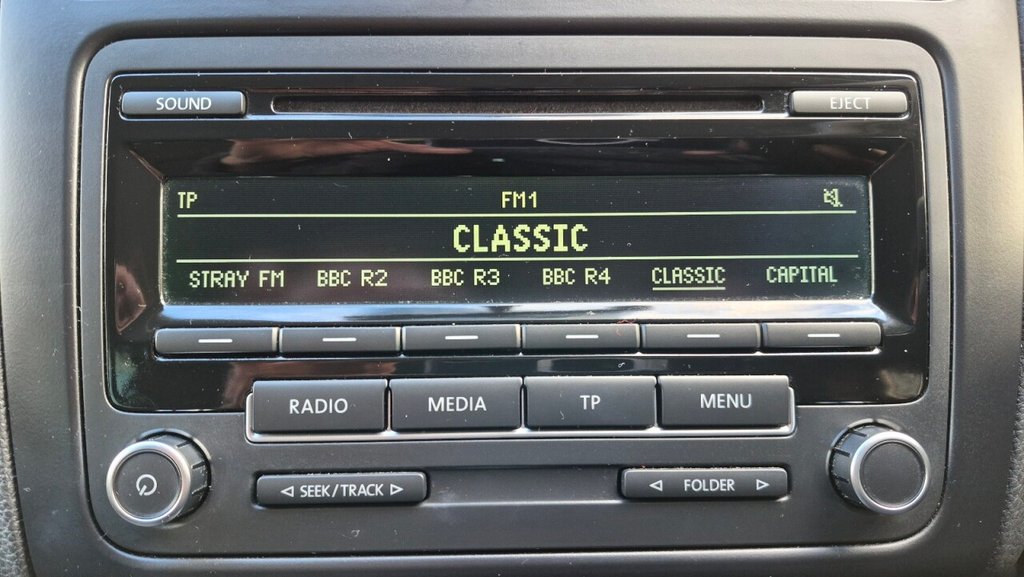 SOUND EJECT
TP FM1
CLASSIC
STRAY FM BBC R2 BBC R3 BBC R4 CLASSIC CAPITAL
RADIO MEDIA TP MENU
SEEK/TRACK FOLDER